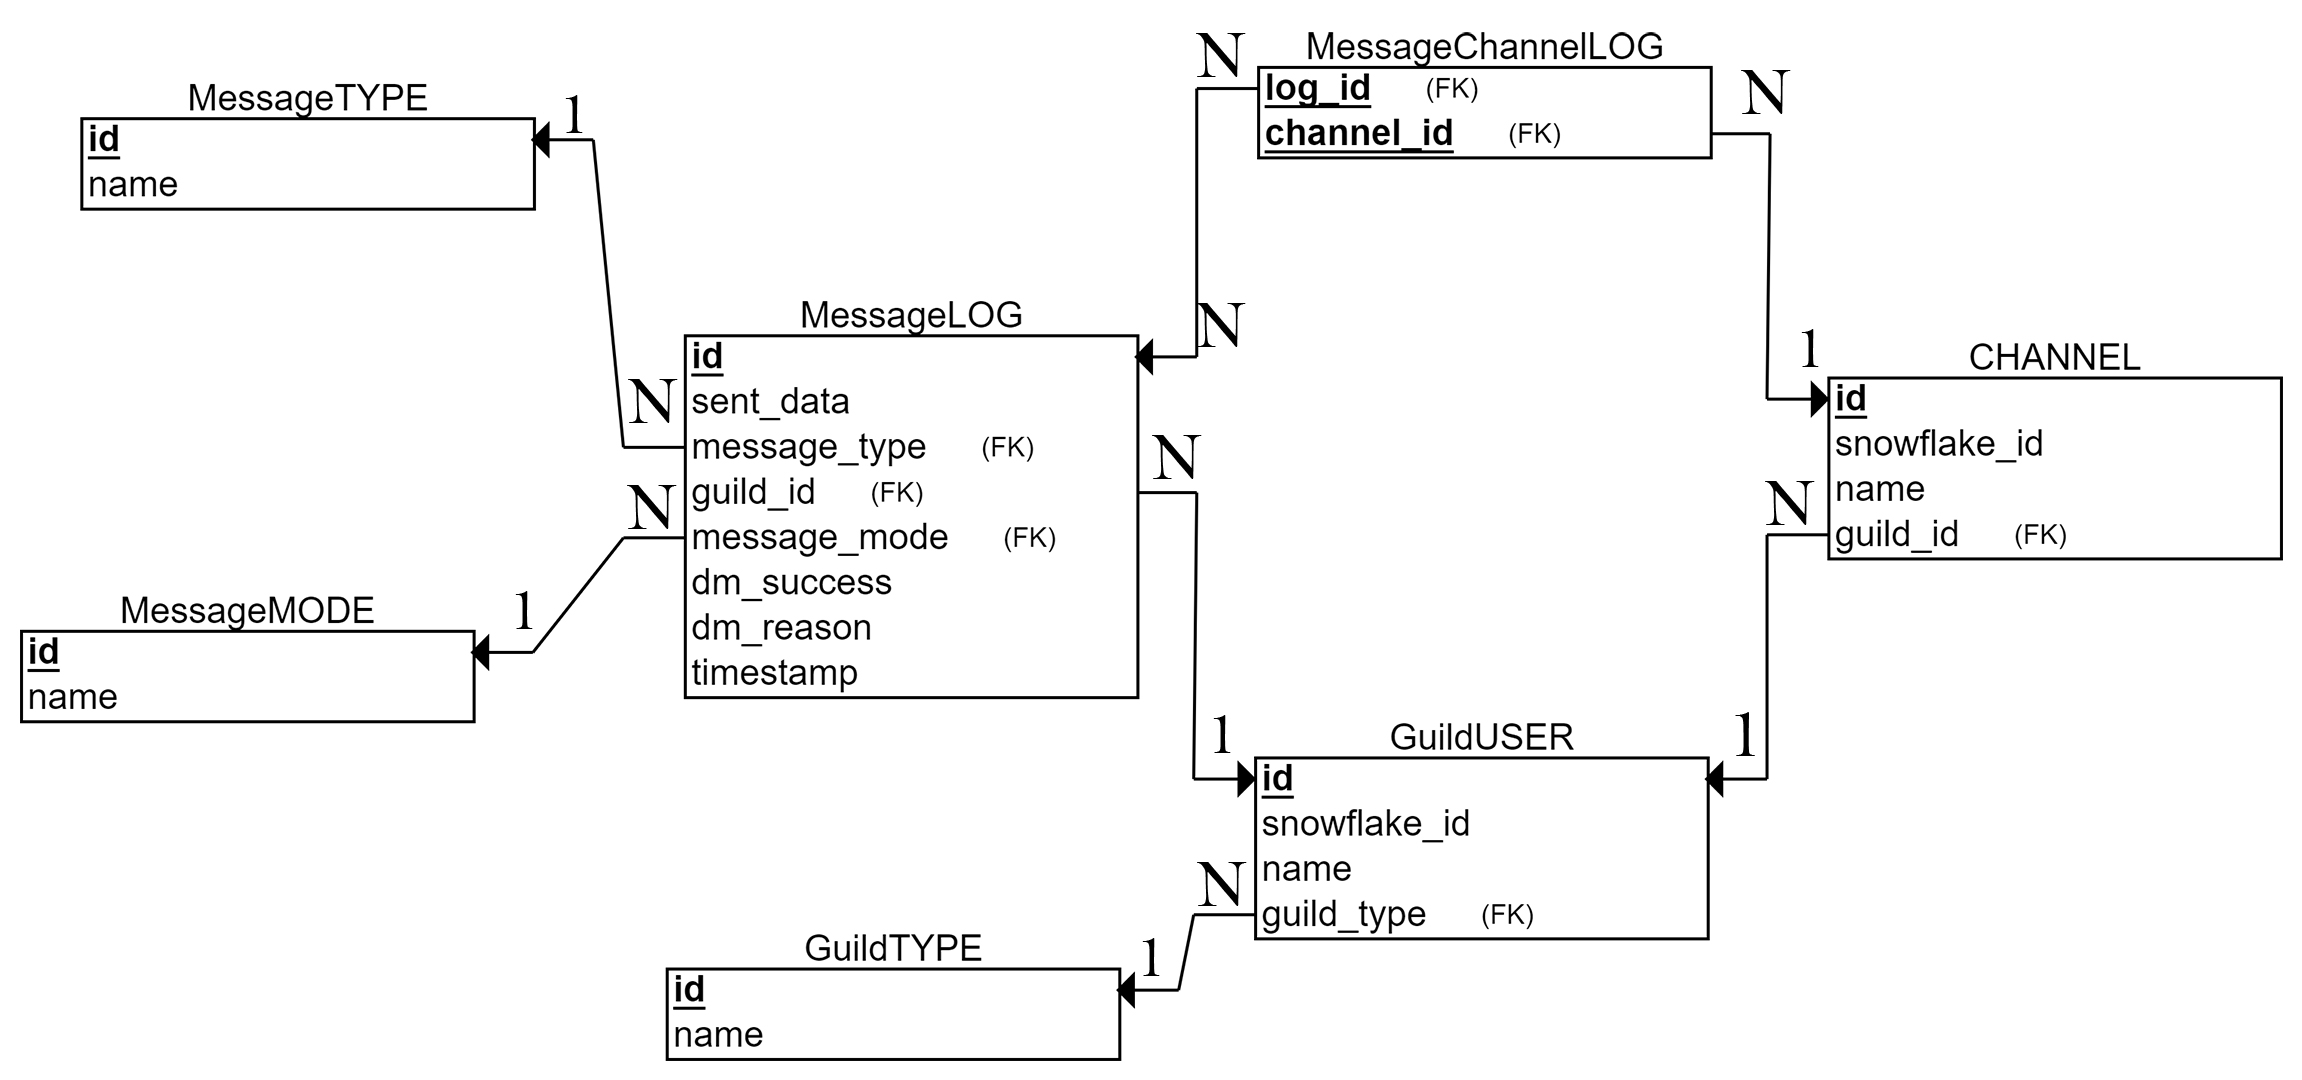 MessageTYPE
1
id
name
N
MessageChannelLOG
log_id (FK)
channel_id (FK)
N
N
MessageLOG
id
sent_data
message_type (FK)
guild_id (FK)
message_mode (FK)
dm_success
dm_reason
timestamp
N
N
N
1
CHANNEL
id
snowflake_id
name
guild_id (FK)
N
MessageMODE
1
id
name
1
GuildUSER
1
id
snowflake_id
name
guild_type (FK)
N
GuildTYPE
1
id
name